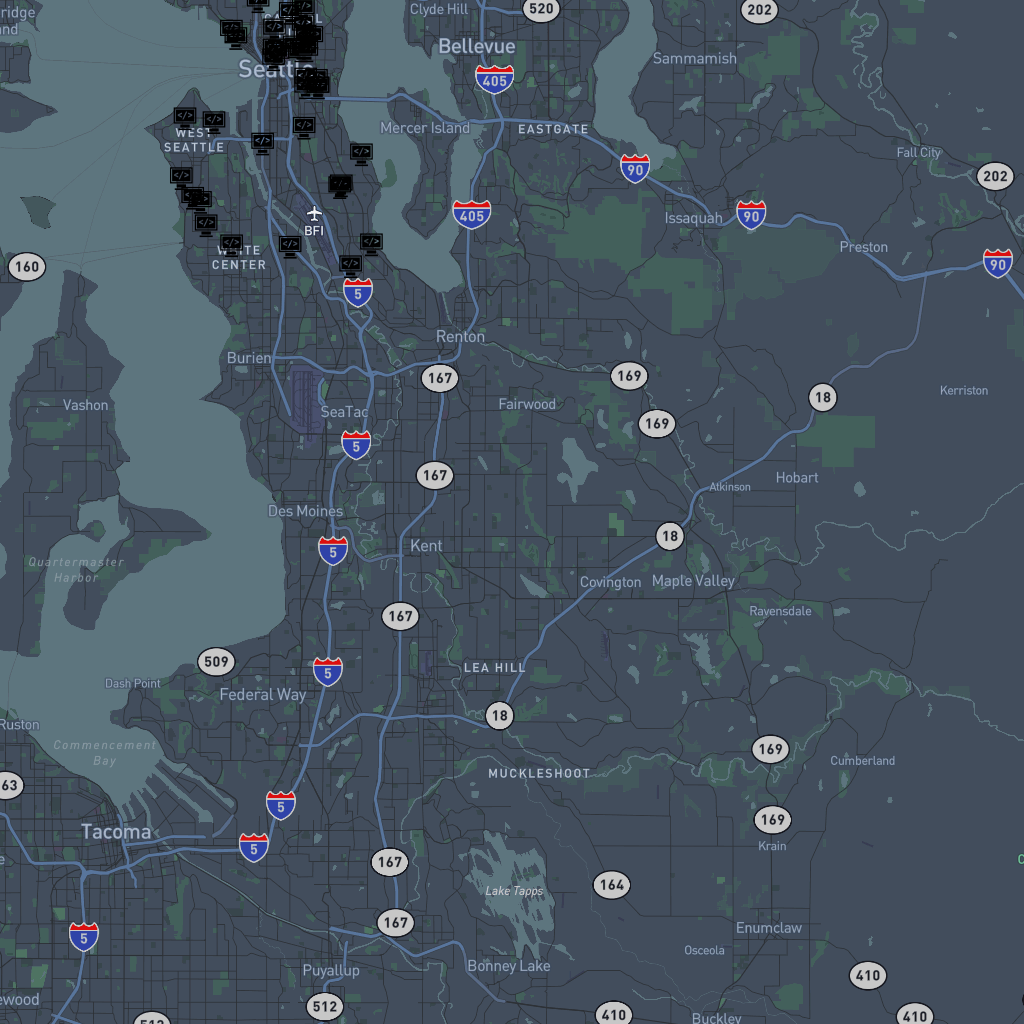 Clyde Hill
520
202
Bellevue
405
Sammamish
Seattle
Mercer Island
EASTGATE
WEST
SEATTLE
Fall City
90
202
405
Issaquah
90
BFI
WHITE
CENTER
Preston
160
90
5
Renton
Burien
167
169
Kerriston
18
Vashon
SeaTac
Fairwood
169
5
167
Hobart
Atkinson
Des Moines
18
Kent
5
Quartermaster
Harbor
Covington
Maple Valley
167
Ravensdale
509
5
LEA HILL
Dash Point
Federal Way
18
Ruston
Commencement
Bay
169
Cumberland
MUCKLESHOOT
63
5
169
Tacoma
5
Krain
167
Lake Tapps
164
167
5
Enumclaw
Osceola
Puyallup
Bonney Lake
410
512
410
410
Buckley